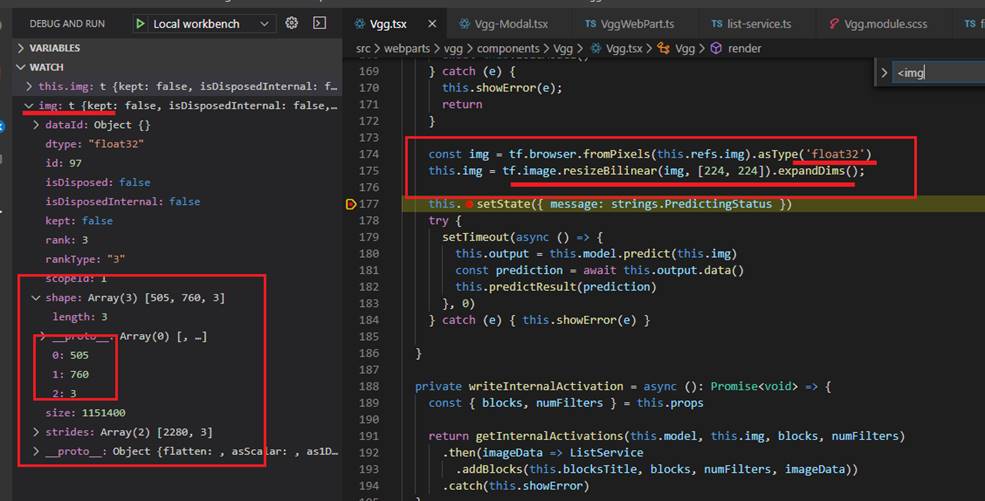 DEBUG AND RUN
Local workbench
VARIABLES
WATCH
this.img: t {kept: false, isDisposedInternal: f…
img: t {kept: false, isDisposedInternal: false,…
dataId: Object {}
dtype: "float32"
id: 97
isDisposed: false
isDisposedInternal: false
kept: false
rank: 3
rankType: "3"
scopeId: 1
shape: Array(3) [505, 760, 3]
length: 3
__proto__: Array(0) [, …]
0: 505
1: 760
2: 3
size: 1151400
strides: Array(2) [2280, 3]
__proto__: Object {flatten: , asScalar: , as1D…
Vgg.tsx
Vgg-Modal.tsx
TS VggWebPart.ts
TS list-service.ts
Vgg.module.scss
TS
src > webparts > vgg > components > Vgg > Vgg.tsx > Vgg > render
<img
169 } catch (e) {
170 this.showError(e);
171 return
172 }
173
174 const img = tf.browser.fromPixels(this.refs.img).asType('float32')
175 this.img = tf.image.resizeBilinear(img, [224, 224]).expandDims();
176
177 this.setState({ message: strings.PredictingStatus })
178 try {
179 setTimeout(async () => {
180 this.output = this.model.predict(this.img)
181 const prediction = await this.output.data()
182 this.predictResult(prediction)
183 }, 0)
184 } catch (e) { this.showError(e) }
185
186 }
187
188 private writeInternalActivation = async (): Promise<void> => {
189 const { blocks, numFilters } = this.props
190
191 return getInternalActivations(this.model, this.img, blocks, numFilters)
192 .then(imageData => ListService
193 .addBlocks(this.blocksTitle, blocks, numFilters, imageData))
194 .catch(this.showError)